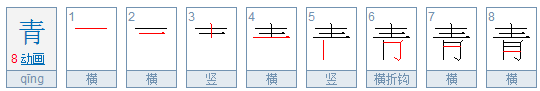 青 1 2 3 4 5 6 7 8
8 动画
qīng 横 横 竖 横 竖 横折钩 横 横